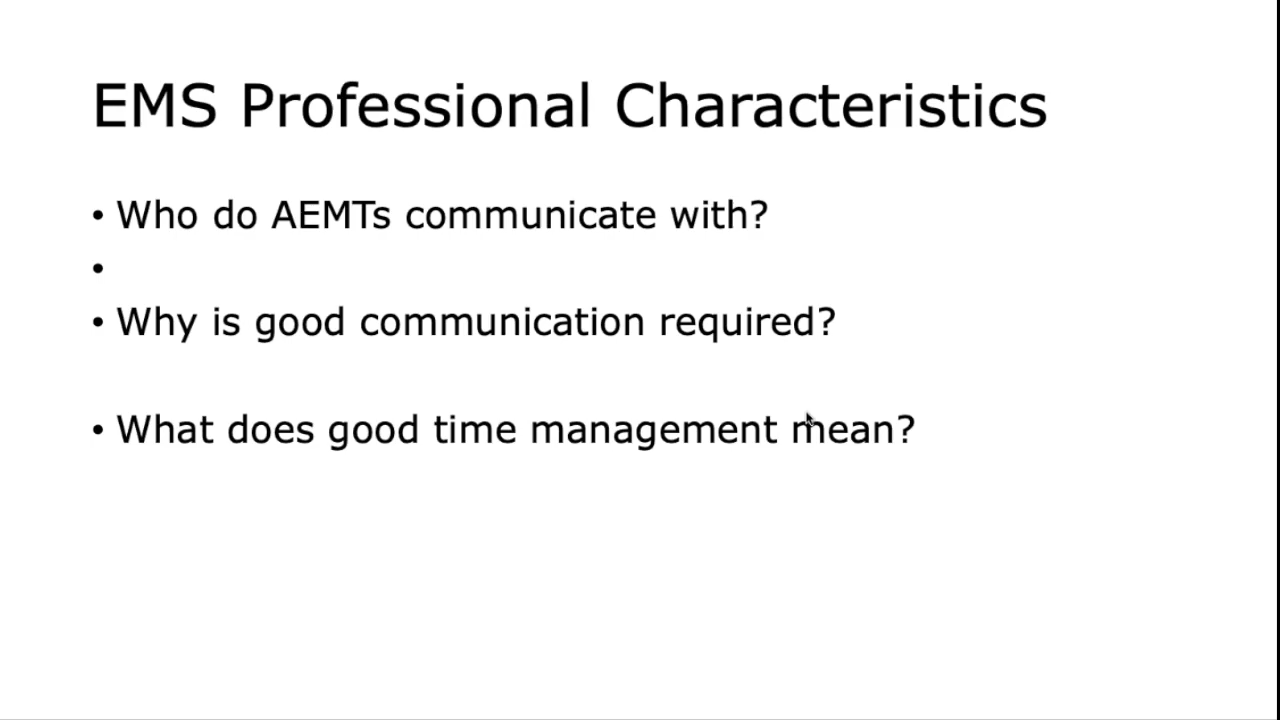 EMS Professional Characteristics
• Who do AEMTs communicate with?
•
• Why is good communication required?
• What does good time management mean?